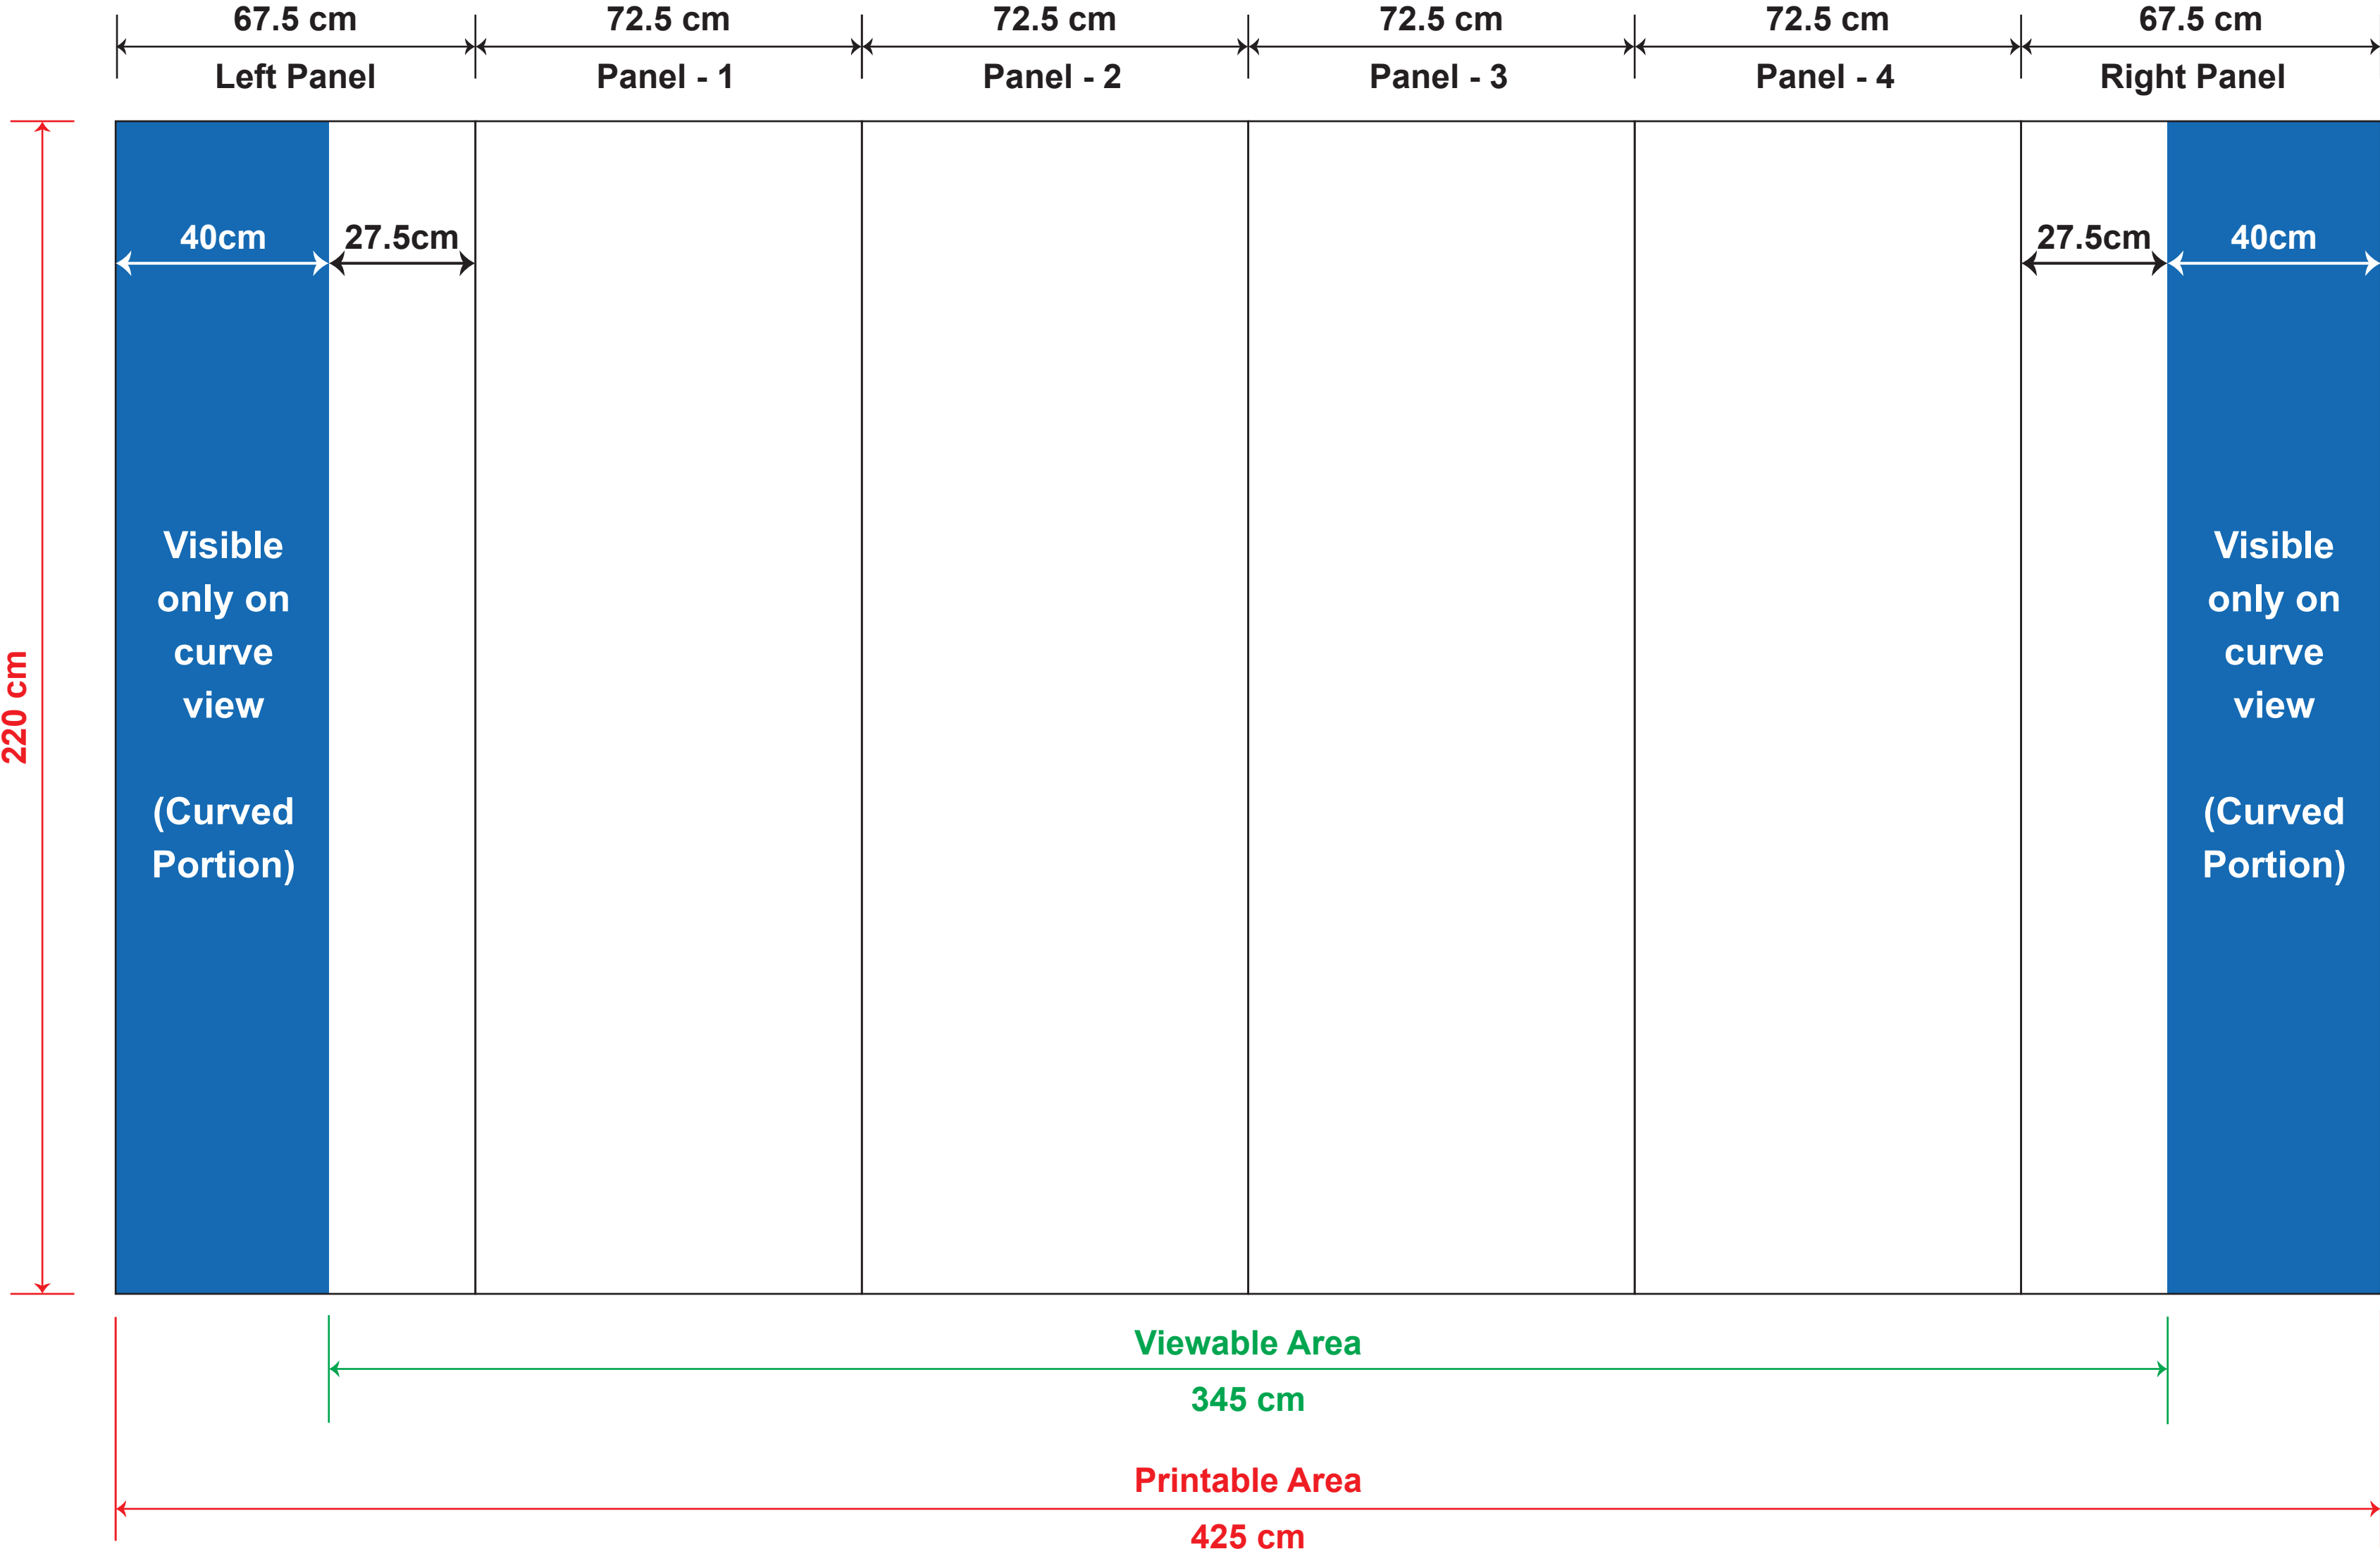 67.5 cm
72.5 cm
72.5 cm
72.5 cm
72.5 cm
67.5 cm
Left Panel
Panel - 1
Panel - 2
Panel - 3
Panel - 4
Right Panel
40cm
27.5cm
27.5cm
40cm
220 cm
Visible
only on
curve
view
(Curved
Portion)
Visible
only on
curve
view
(Curved
Portion)
Viewable Area
345 cm
Printable Area
425 cm